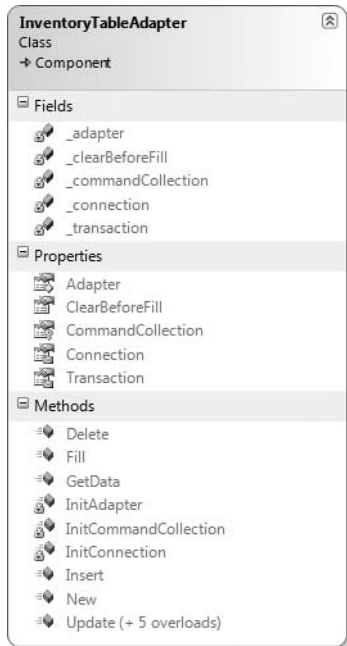 InventoryTableAdapter
Class
Component
Fields
_adapter
_clearBeforeFill
_commandCollection
_connection
_transaction
Properties
Adapter
ClearBeforeFill
CommandCollection
Connection
Transaction
Methods
Delete
Fill
GetData
InitAdapter
InitCommandCollection
InitConnection
Insert
New
Update (+ 5 overloads)